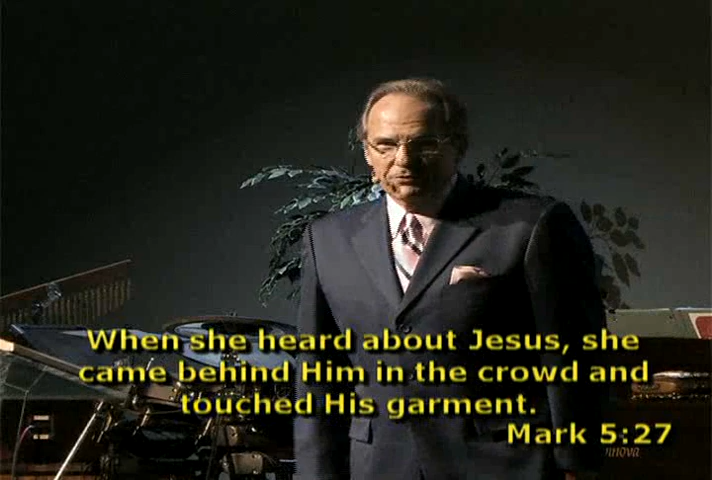 When she heard about Jesus, she
came behind Him in the crowd and
touched His garment.
Mark 5:27